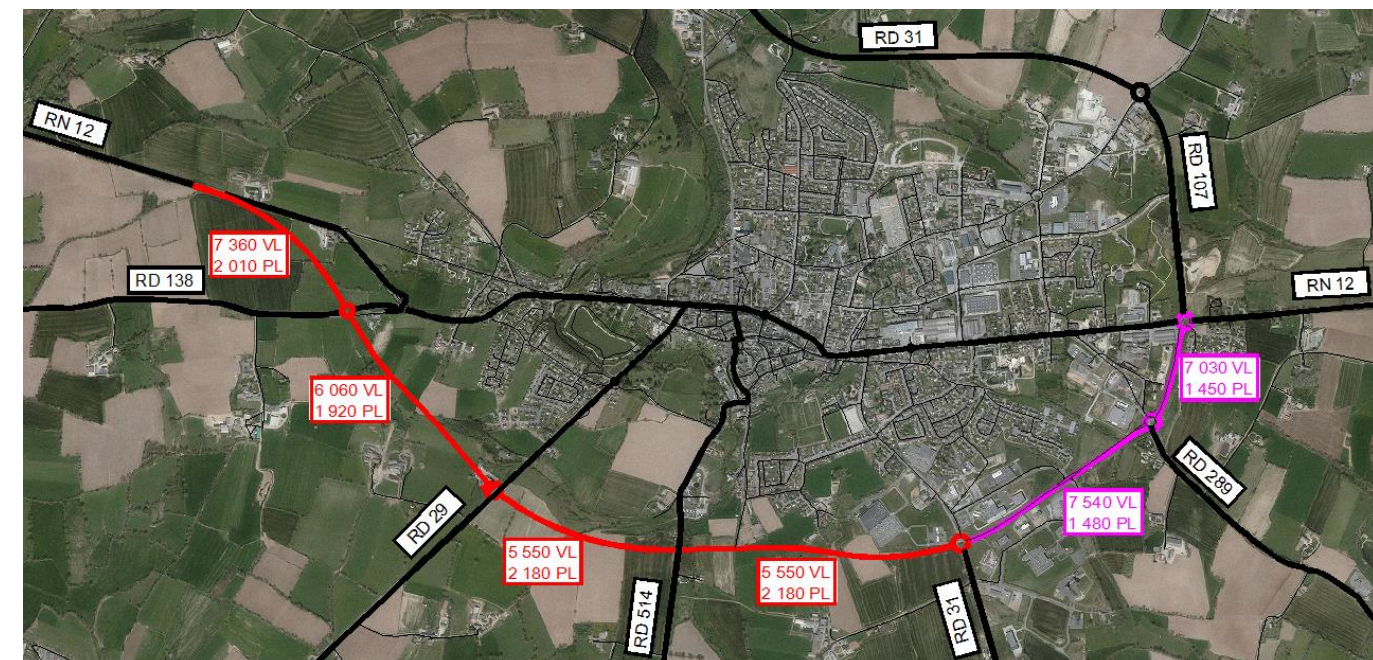 RD 31
RN 12
RD 107
7 360 VL
2 010 PL
RD 138
RN 12
6 060 VL
1 920 PL
7 030 VL
1 450 PL
RD 289
7 540 VL
1 480 PL
RD 29
5 550 VL
2 180 PL
5 550 VL
2 180 PL
RD 514
RD 31